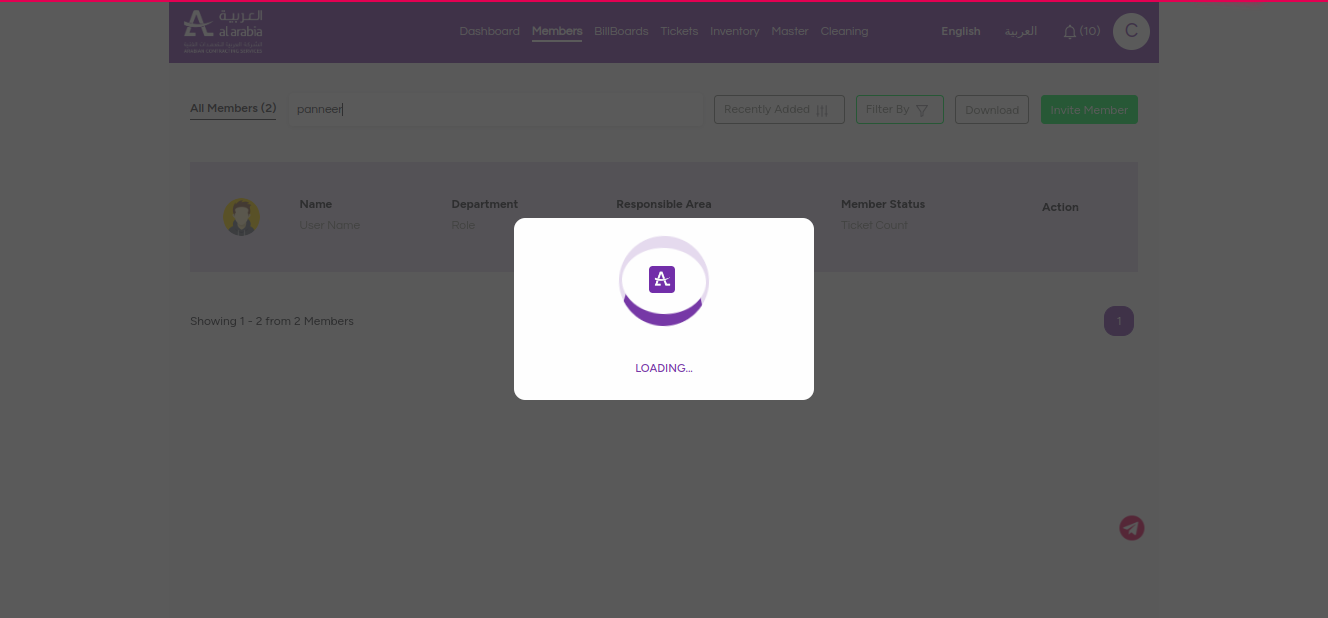 العربية
al arabia
Dashboard Members BillBoards Tickets Inventory Master Cleaning English العربية (10) C
All Members (2) panneer Recently Added Filter By Download Invite Member
Name Department Responsible Area Member Status Action
User Name Role Ticket Count
LOADING...
Showing 1 - 2 from 2 Members 1